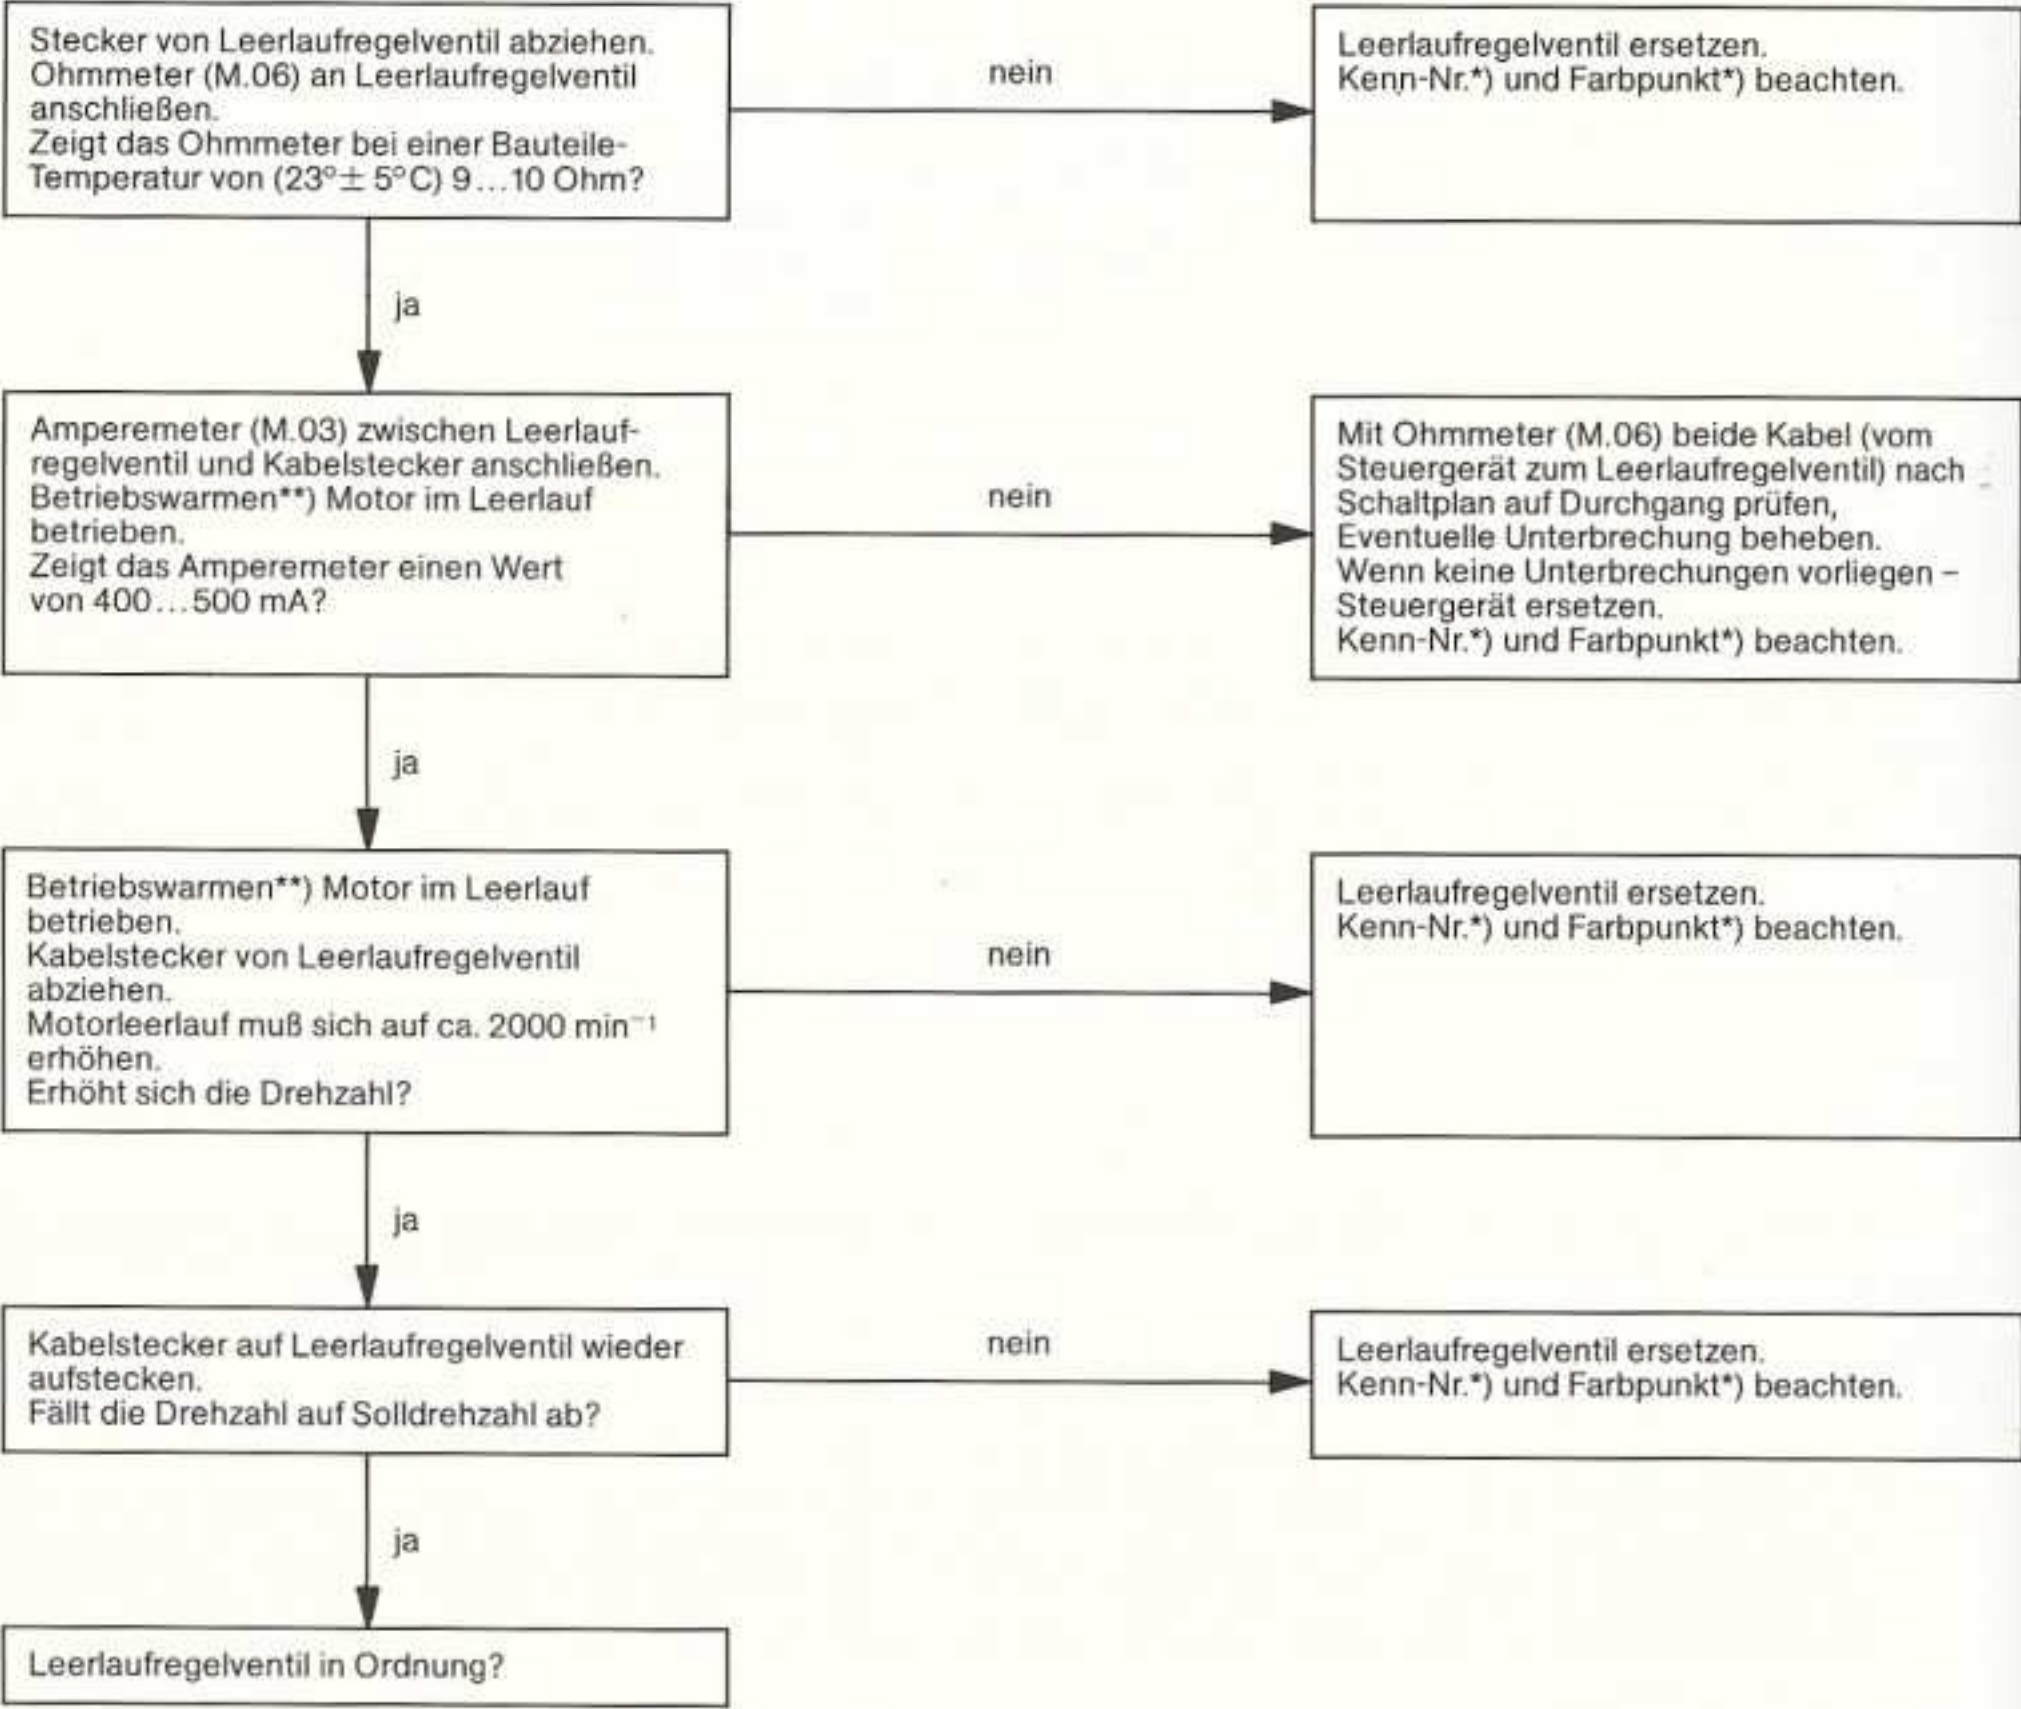 Stecker von Leerlaufregelventil abziehen.
Ohmmeter (M.06) an Leerlaufregelventil
anschließen.
Zeigt das Ohmmeter bei einer Bauteile-
Temperatur von (23°± 5°C) 9...10 Ohm?
nein
Leerlaufregelventil ersetzen.
Kenn-Nr.*) und Farbpunkt*) beachten.
ja
Amperemeter (M.03) zwischen Leerlauf-
regelventil und Kabelstecker anschließen.
Betriebswarmen**) Motor im Leerlauf
betrieben.
Zeigt das Amperemeter einen Wert
von 400...500 mA?
nein
Mit Ohmmeter (M.06) beide Kabel (vom
Steuergerät zum Leerlaufregelventil) nach
Schaltplan auf Durchgang prüfen,
Eventuelle Unterbrechung beheben.
Wenn keine Unterbrechungen vorliegen –
Steuergerät ersetzen.
Kenn-Nr.*) und Farbpunkt*) beachten.
ja
Betriebswarmen**) Motor im Leerlauf
betrieben.
Kabelstecker von Leerlaufregelventil
abziehen.
Motorleerlauf muß sich auf ca. 2000 min⁻¹
erhöhen.
Erhöht sich die Drehzahl?
nein
Leerlaufregelventil ersetzen.
Kenn-Nr.*) und Farbpunkt*) beachten.
ja
Kabelstecker auf Leerlaufregelventil wieder
aufstecken.
Fällt die Drehzahl auf Solldrehzahl ab?
nein
Leerlaufregelventil ersetzen.
Kenn-Nr.*) und Farbpunkt*) beachten.
ja
Leerlaufregelventil in Ordnung?